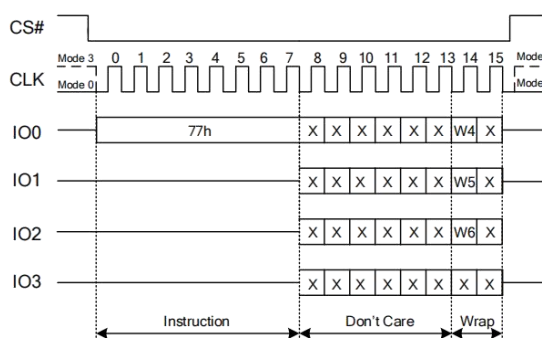 CS#
Mode 3 0 1 2 3 4 5 6 7 8 9 10 11 12 13 14 15 Mode
CLK Mode 0 Mode
IO0 77h X X X X X X W4 X
IO1 X X X X X X W5 X
IO2 X X X X X X W6 X
IO3 X X X X X X X X
Instruction Don't Care Wrap